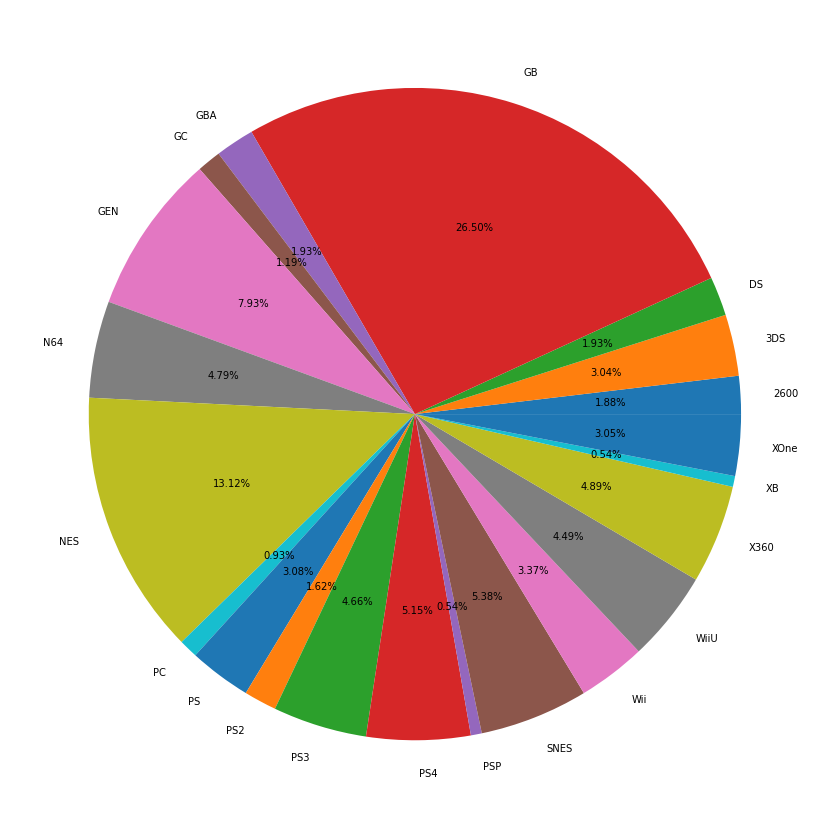 GB
GBA
GC
GEN
26.50%
DS
1.93%
1.19%
7.93%
3DS
N64
1.93%
3.04%
4.79%
2600
1.88%
3.05%
XOne
0.54%
XB
4.89%
13.12%
NES
4.49%
X360
0.93%
3.08%
3.37%
1.62%
5.38%
4.66%
0.54%
5.15%
WiiU
PC
PS
Wii
PS2
SNES
PS3
PSP
PS4